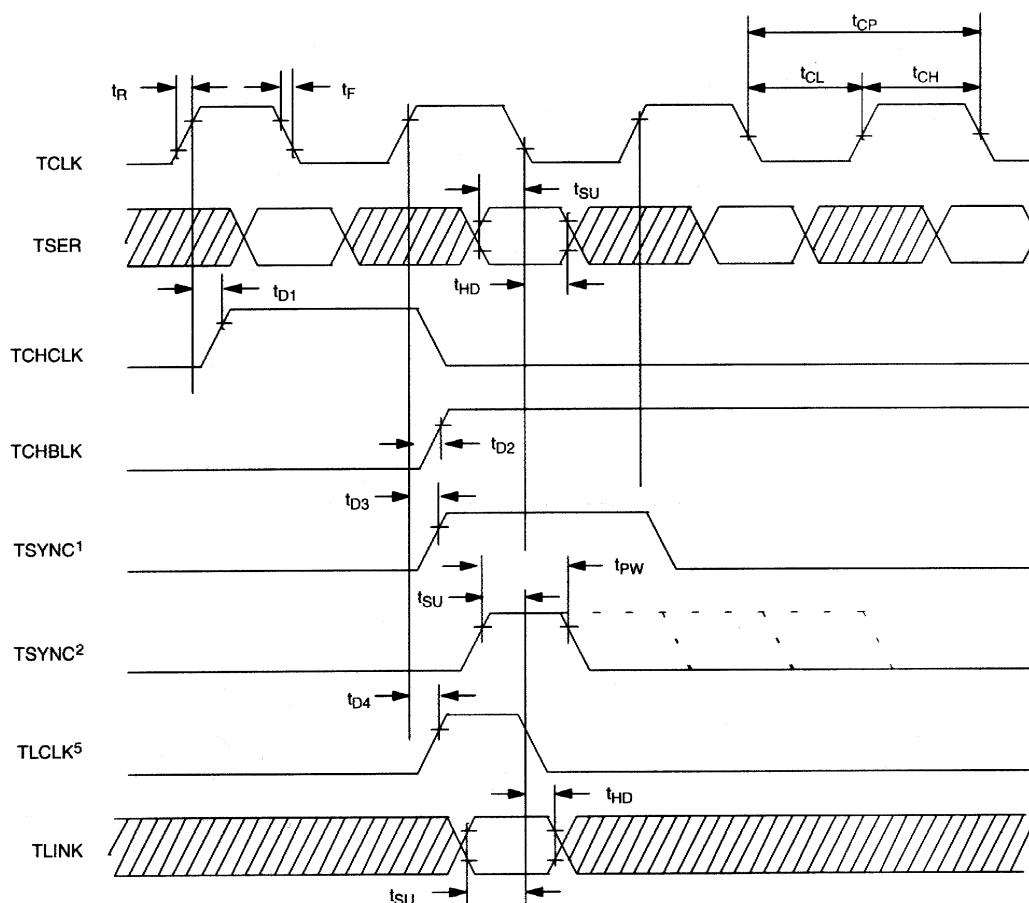 tCP
tR
tF
tCL
tCH
TCLK
tSU
TSER
tHD
tD1
TCHCLK
TCHBLK
tD2
tD3
TSYNC1
tPW
tSU
TSYNC2
tD4
TLCLK5
tHD
TLINK
tSU